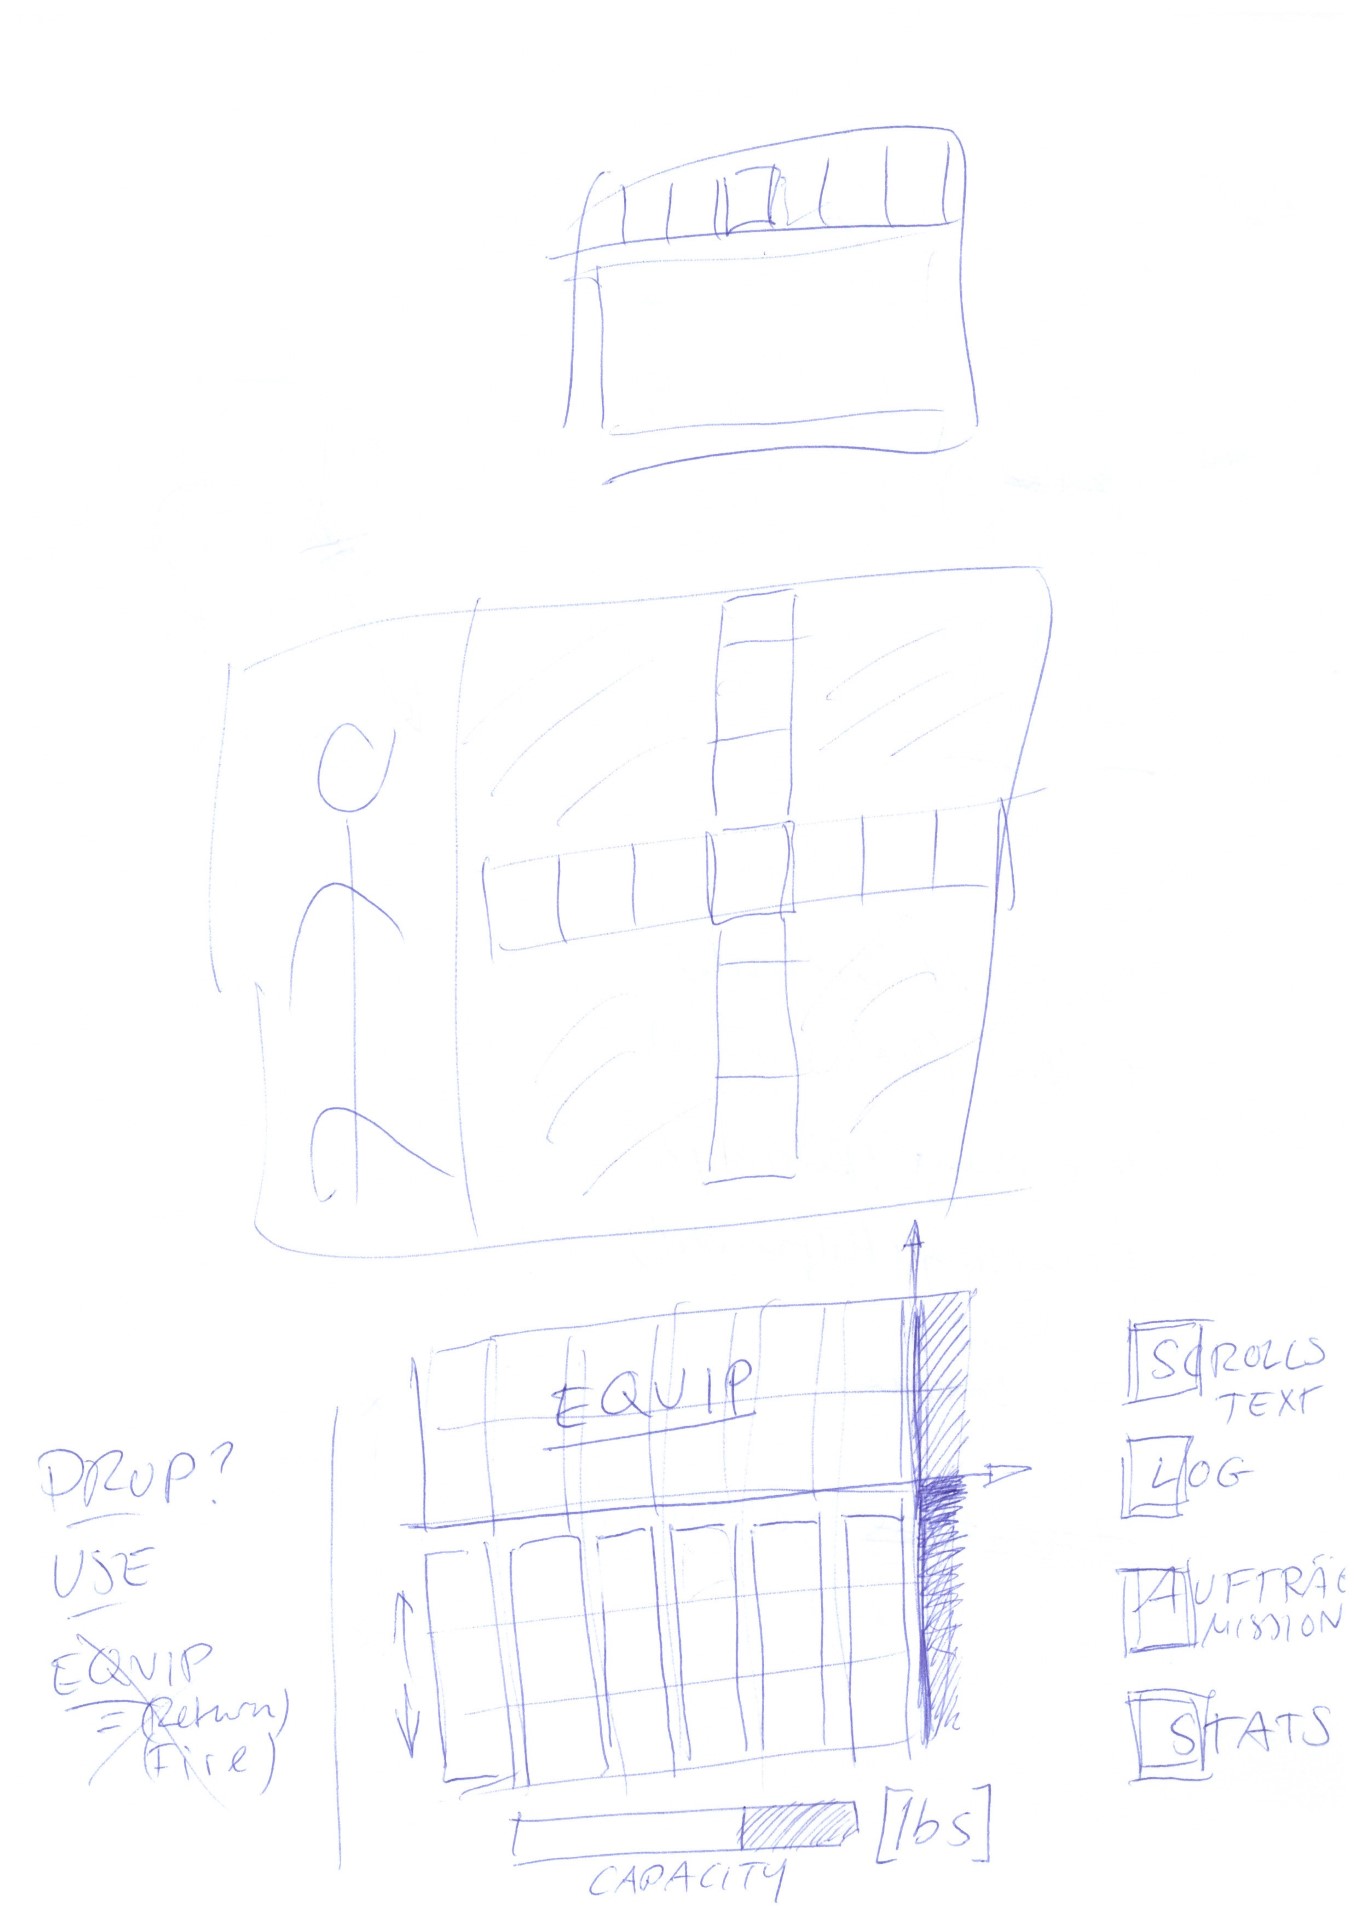 EQUIP
DROP?
USE
EQUIP
= (Return)
(Fire)
SCROLLS
TEXT
LOG
AUFTRÄG
MISSION
STATS
[lbs]
CAPACITY